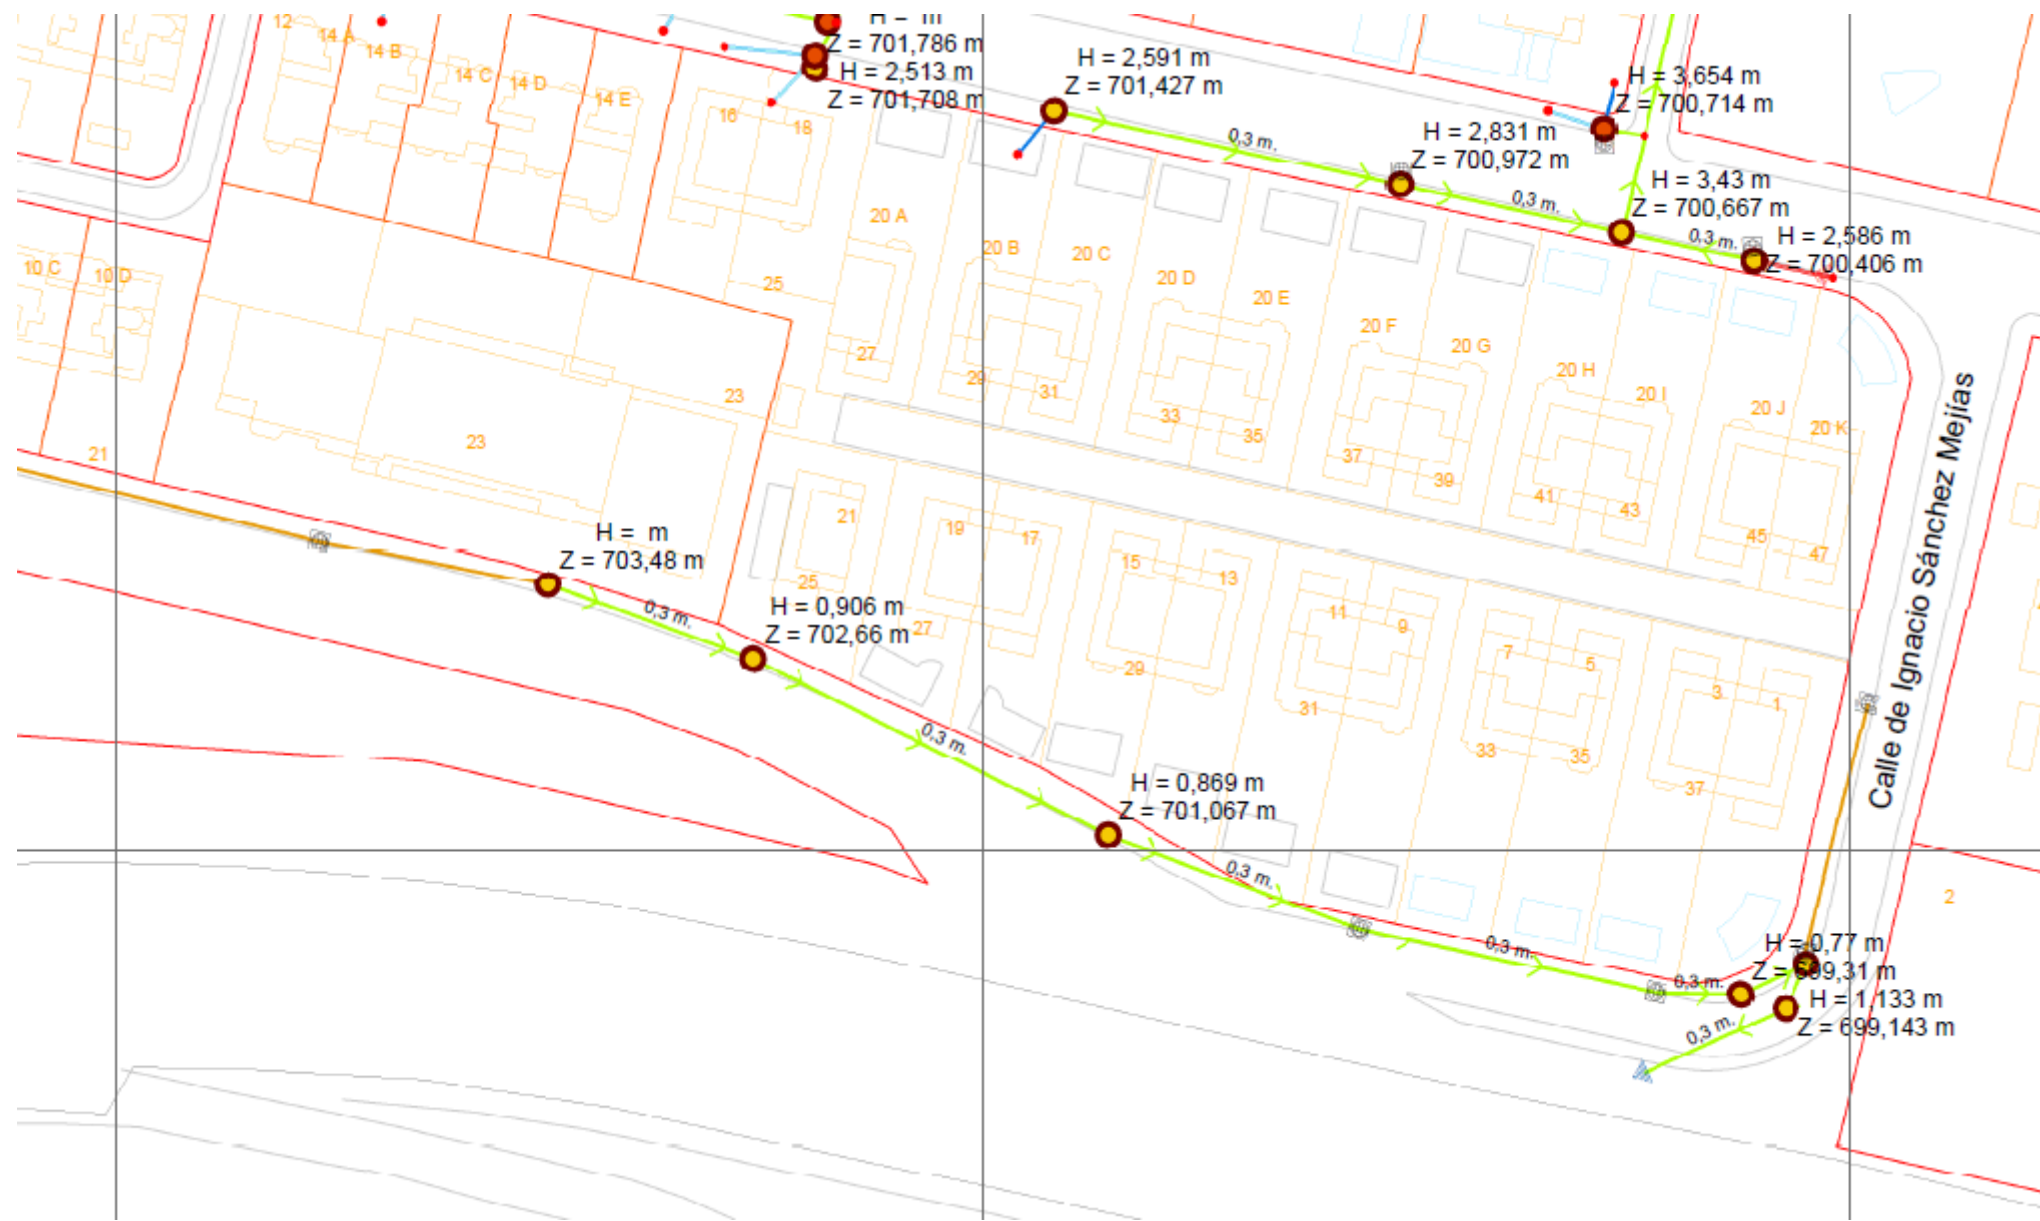 H = m
Z = 701,786 m
H = 2,513 m
Z = 701,708 m
H = 2,591 m
Z = 701,427 m
H = 3,654 m
Z = 700,714 m
H = 2,831 m
Z = 700,972 m
H = 3,43 m
Z = 700,667 m
H = 2,586 m
Z = 700,406 m
0,3 m.
0,3 m.
0,3 m.
12
14 A
14 B
14 C
14 D
14 E
16
18
20 A
20 B
20 C
20 D
20 E
20 F
20 G
20 H
20 I
20 J
20 K
10 C
10 D
25
27
29
31
33
35
37
39
41
43
45
47
23
23
21
21
19
17
15
13
11
9
7
5
3
1
25
27
29
31
33
35
37
2
Calle de Ignacio Sánchez Mejías
H = m
Z = 703,48 m
0,3 m.
H = 0,906 m
Z = 702,66 m
0,3 m.
H = 0,869 m
Z = 701,067 m
0,3 m.
0,3 m.
0,3 m.
H = 0,77 m
Z = 699,31 m
H = 1,133 m
Z = 699,143 m
0,3 m.